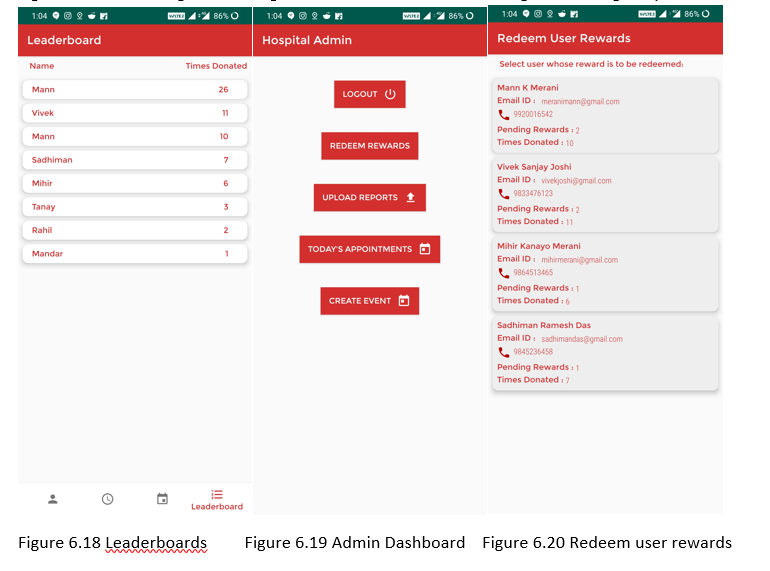 1:04
86%
Leaderboard
Name Times Donated
Mann 26
Vivek 11
Mann 10
Sadhiman 7
Mihir 6
Tanay 3
Rahil 2
Mandar 1
Leaderboard
1:04
86%
Hospital Admin
LOGOUT
REDEEM REWARDS
UPLOAD REPORTS
TODAY'S APPOINTMENTS
CREATE EVENT
1:04
86%
Redeem User Rewards
Select user whose reward is to be redeemed:
Mann K Merani
Email ID : meranimann@gmail.com
9920016542
Pending Rewards : 2
Times Donated : 10
Vivek Sanjay Joshi
Email ID : vivekjoshi@gmail.com
9833476123
Pending Rewards : 2
Times Donated : 11
Mihir Kanayo Merani
Email ID : mihirmerani@gmail.com
9864513465
Pending Rewards : 1
Times Donated : 6
Sadhiman Ramesh Das
Email ID : sadhimandas@gmail.com
9845236458
Pending Rewards : 1
Times Donated : 7
Figure 6.18 Leaderboards Figure 6.19 Admin Dashboard Figure 6.20 Redeem user rewards